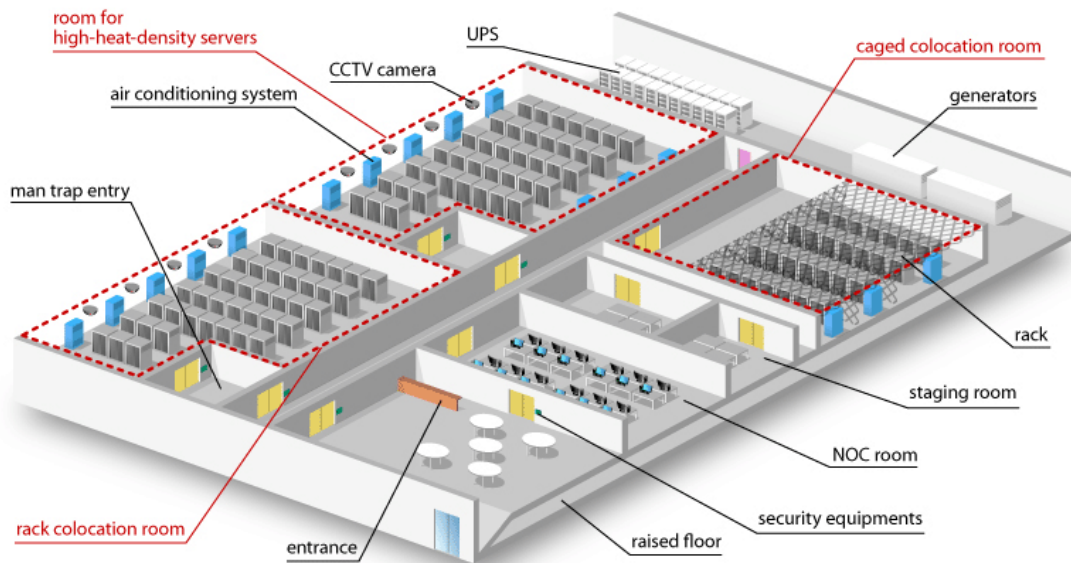 room for
high-heat-density servers
UPS
caged colocation room
CCTV camera
air conditioning system
generators
man trap entry
rack
staging room
NOC room
rack colocation room
security equipments
entrance
raised floor